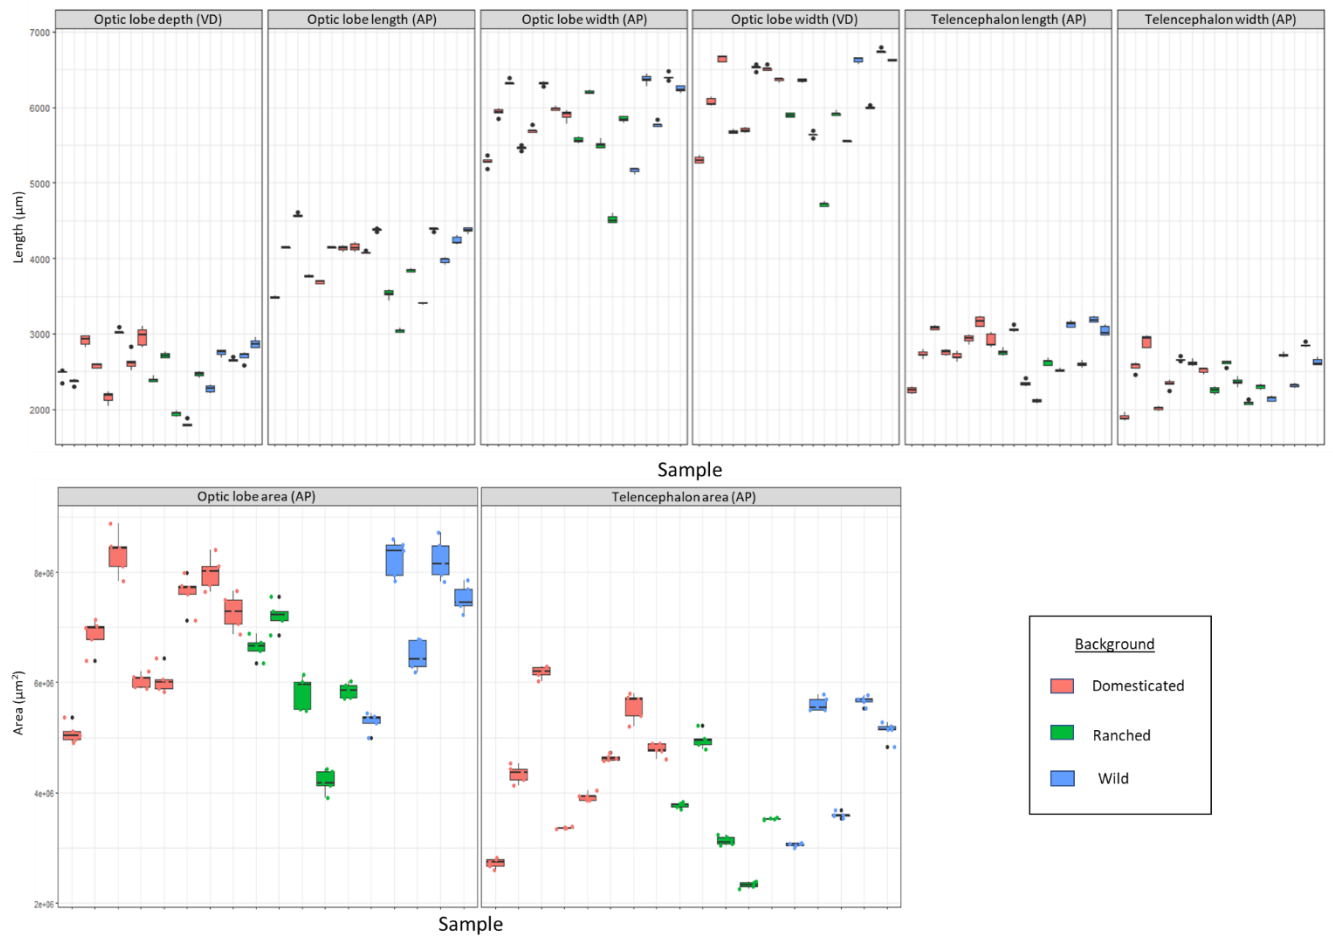 Optic lobe depth (VD)
Optic lobe length (AP)
Optic lobe width (AP)
Optic lobe width (VD)
Telencephalon length (AP)
Telencephalon width (AP)
Length (µm)
7000
6000
5000
4000
3000
2000
Sample
Optic lobe area (AP)
Telencephalon area (AP)
Area (µm²)
8e+06
6e+06
4e+06
2e+06
Sample
Background
Domesticated
Ranched
Wild